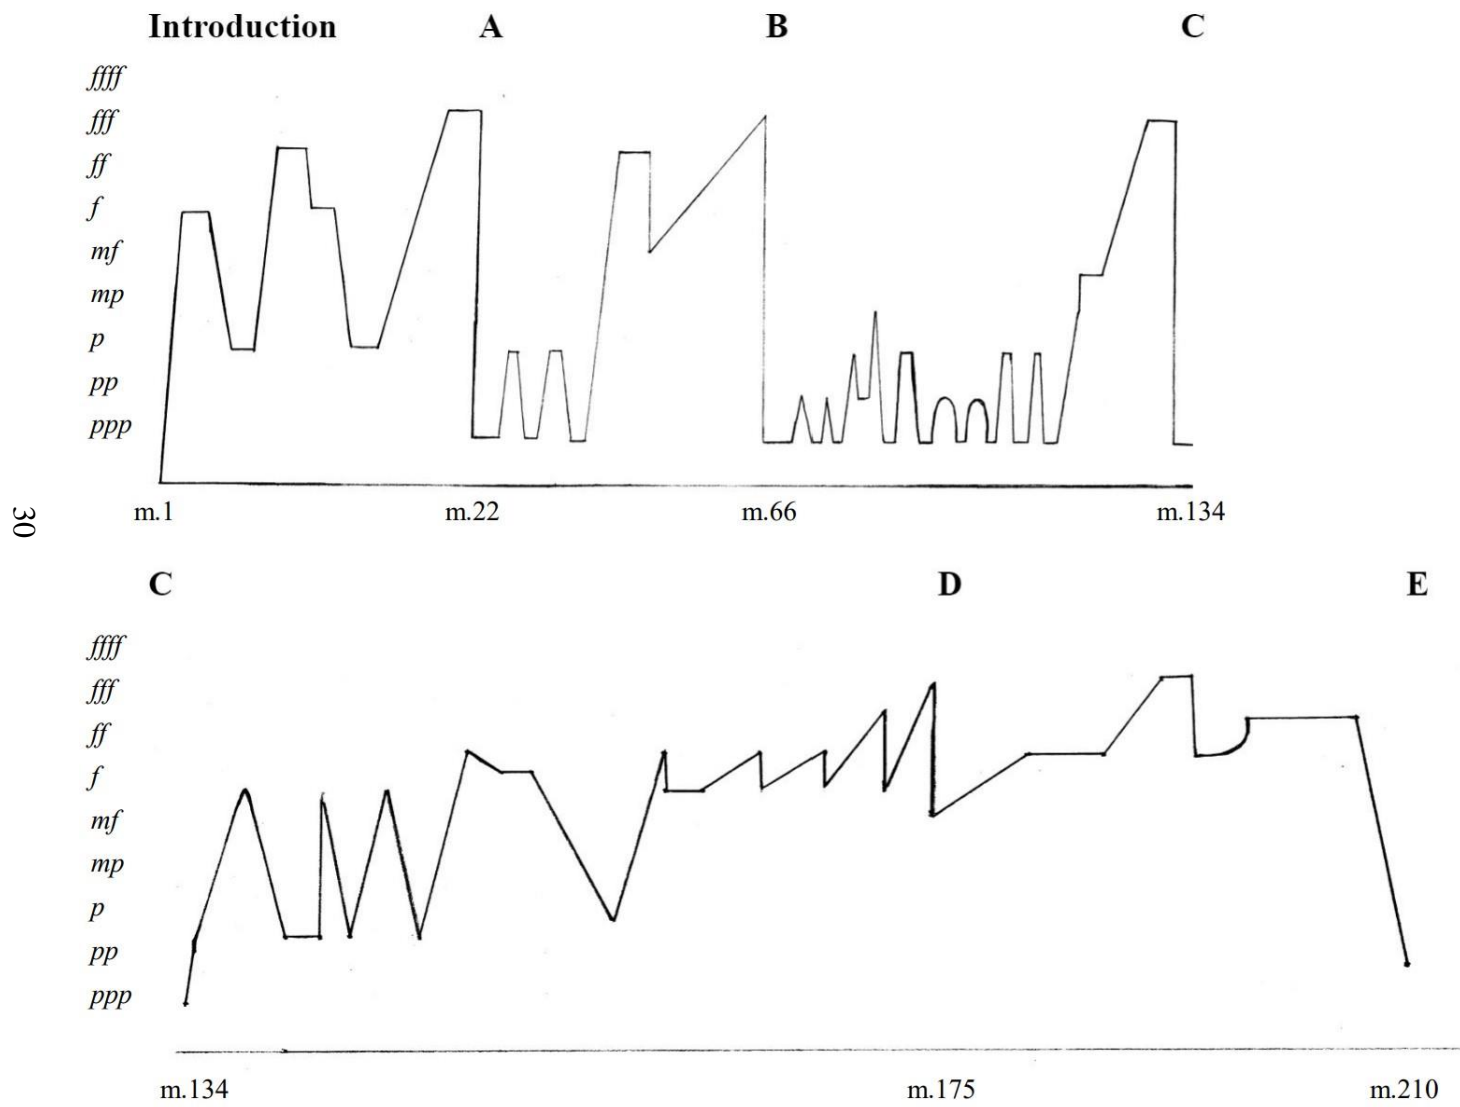 Introduction A B C
ffff
fff
ff
f
mf
mp
p
pp
ppp
m.1 m.22 m.66 m.134
30
C D E
ffff
fff
ff
f
mf
mp
p
pp
ppp
m.134 m.175 m.210